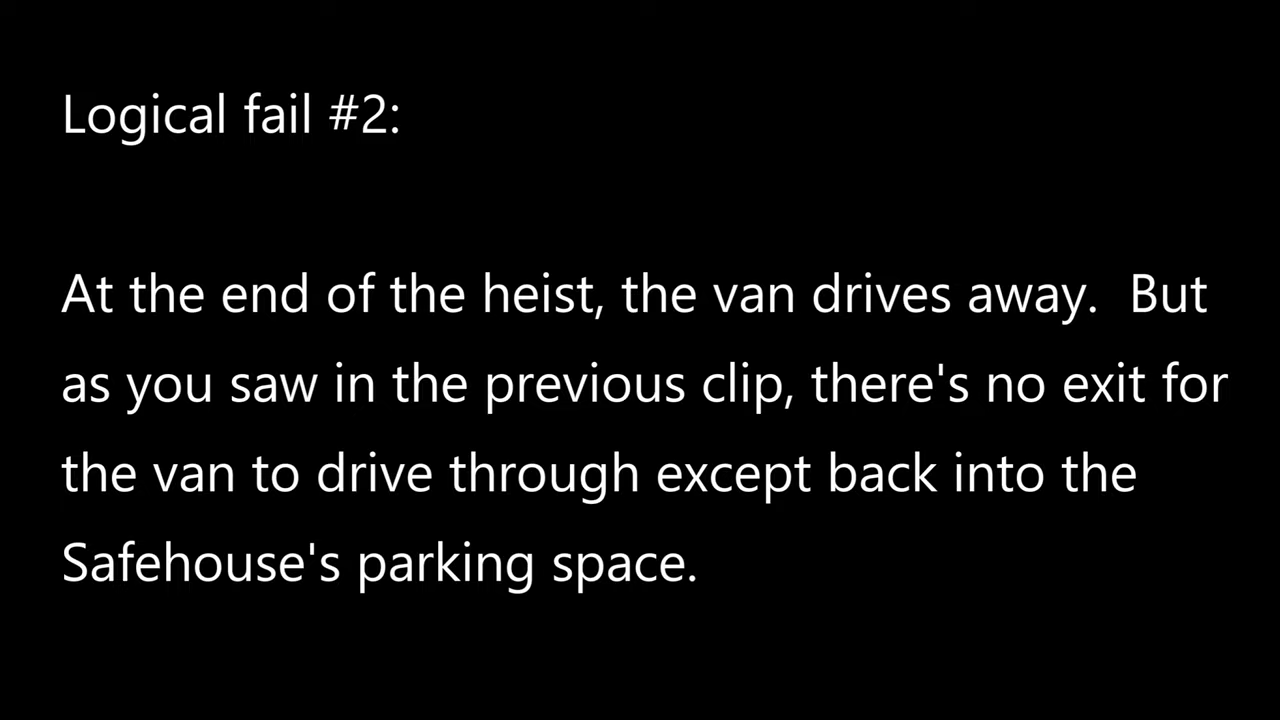 Logical fail #2:
At the end of the heist, the van drives away.  But
as you saw in the previous clip, there's no exit for
the van to drive through except back into the
Safehouse's parking space.